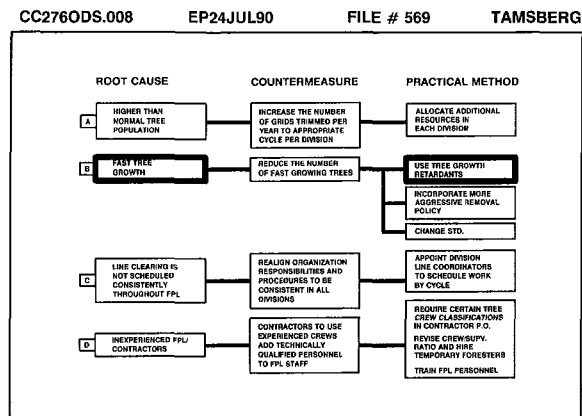 CC276ODS.008 EP24JUL90 FILE # 569 TAMSBERG
ROOT CAUSE COUNTERMEASURE PRACTICAL METHOD
A
HIGHER THAN
NORMAL TREE
POPULATION
INCREASE THE NUMBER
OF GRIDS TRIMMED PER
YEAR TO APPROPRIATE
CYCLE PER DIVISION
ALLOCATE ADDITIONAL
RESOURCES IN
EACH DIVISION
B
FAST TREE
GROWTH
REDUCE THE NUMBER
OF FAST GROWING TREES
USE TREE GROWTH
RETARDANTS
INCORPORATE MORE
AGGRESSIVE REMOVAL
POLICY
CHANGE STD.
C
LINE CLEARING IS
NOT SCHEDULED
CONSISTENTLY
THROUGHOUT FPL
REALIGN ORGANIZATION
RESPONSIBILITIES AND
PROCEDURES TO BE
CONSISTENT IN ALL
DIVISIONS
APPOINT DIVISION
LINE COORDINATORS
TO SCHEDULE WORK
BY CYCLE
D
INEXPERIENCED FPL/
CONTRACTORS
CONTRACTORS TO USE
EXPERIENCED CREWS
ADD TECHNICALLY
QUALIFIED PERSONNEL
TO FPL STAFF
REQUIRE CERTAIN TREE
CREW CLASSIFICATIONS
IN CONTRACTOR P.O.
REVISE CREW/SUPV.
RATIO AND HIRE
TEMPORARY FORESTERS
TRAIN FPL PERSONNEL